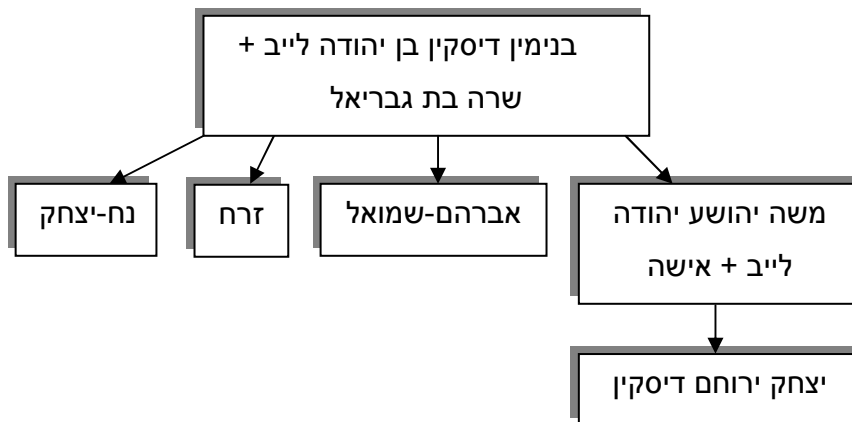 בנימין דיסקין בן יהודה לייב +
שרה בת גבריאל
משה יהושע יהודה
לייב + אישה
אברהם-שמואל
זרח
נח-יצחק
יצחק ירוחם דיסקין